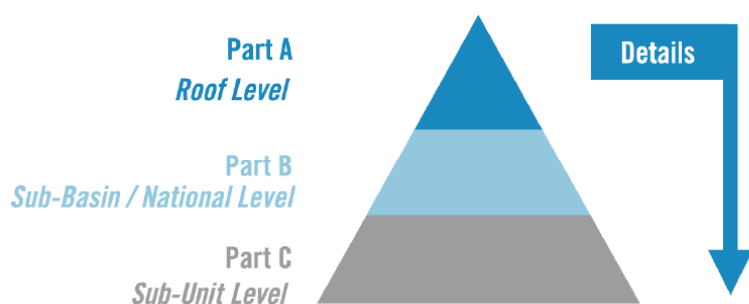 Part A
Roof Level
Details
Part B
Sub-Basin / National Level
Part C
Sub-Unit Level